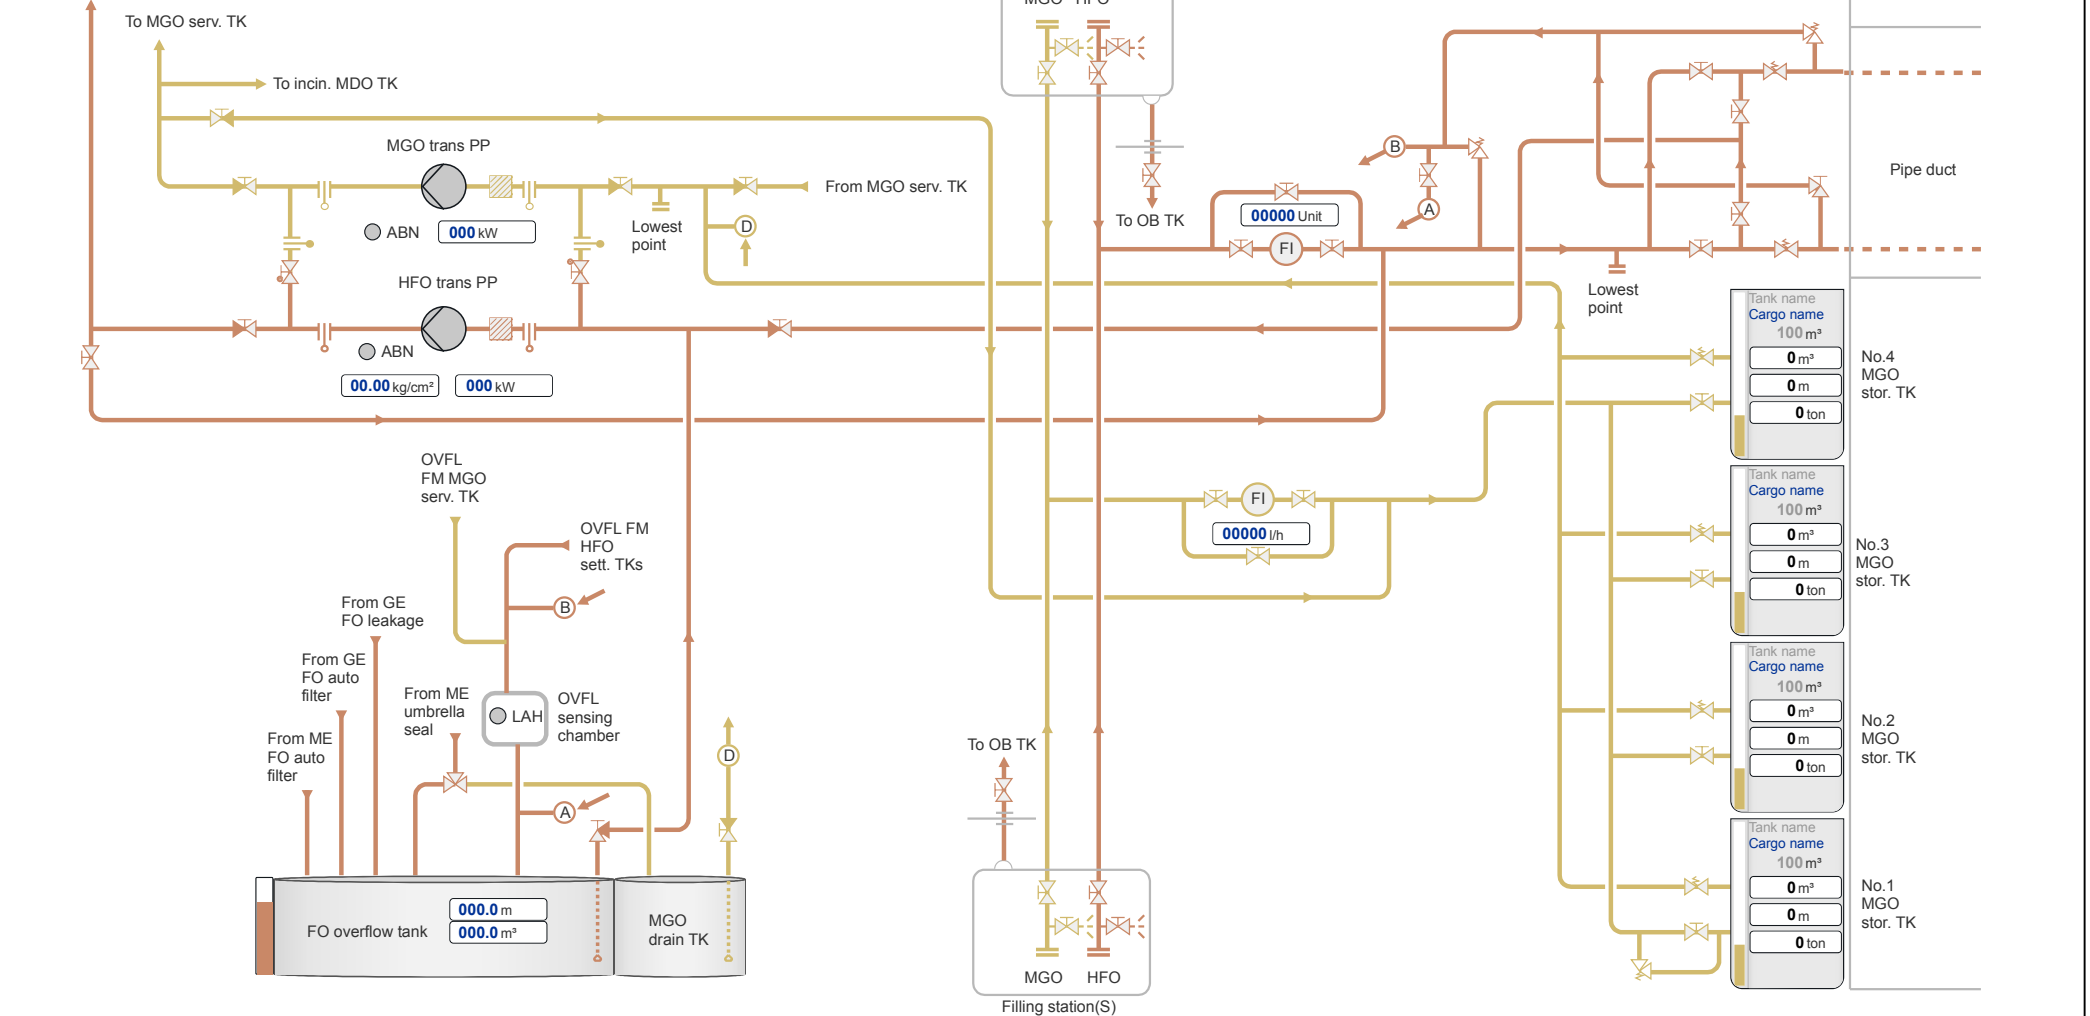 MGO HFO
To MGO serv. TK
To incin. MDO TK
MGO trans PP
From MGO serv. TK
ABN
000 kW
Lowest
point
D
HFO trans PP
ABN
00.00 kg/cm²
000 kW
To OB TK
B
A
00000 Unit
FI
Lowest
point
Pipe duct
Tank name
Cargo name
100 m³
0 m³
0 m
0 ton
No.4
MGO
stor. TK
OVFL
FM MGO
serv. TK
OVFL FM
HFO
sett. TKs
B
FI
00000 l/h
Tank name
Cargo name
100 m³
0 m³
0 m
0 ton
No.3
MGO
stor. TK
From GE
FO leakage
From GE
FO auto
filter
From ME
umbrella
seal
LAH
OVFL
sensing
chamber
From ME
FO auto
filter
D
A
To OB TK
Tank name
Cargo name
100 m³
0 m³
0 m
0 ton
No.2
MGO
stor. TK
FO overflow tank
000.0 m
000.0 m³
MGO
drain TK
MGO HFO
Filling station(S)
Tank name
Cargo name
100 m³
0 m³
0 m
0 ton
No.1
MGO
stor. TK